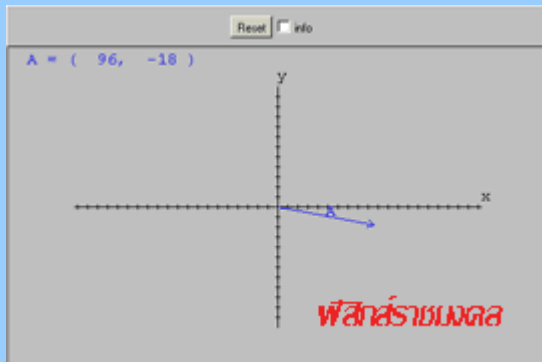 Reset info
A = ( 96, -18 )
y
x
A
ฟิสิกส์ราชมงคล